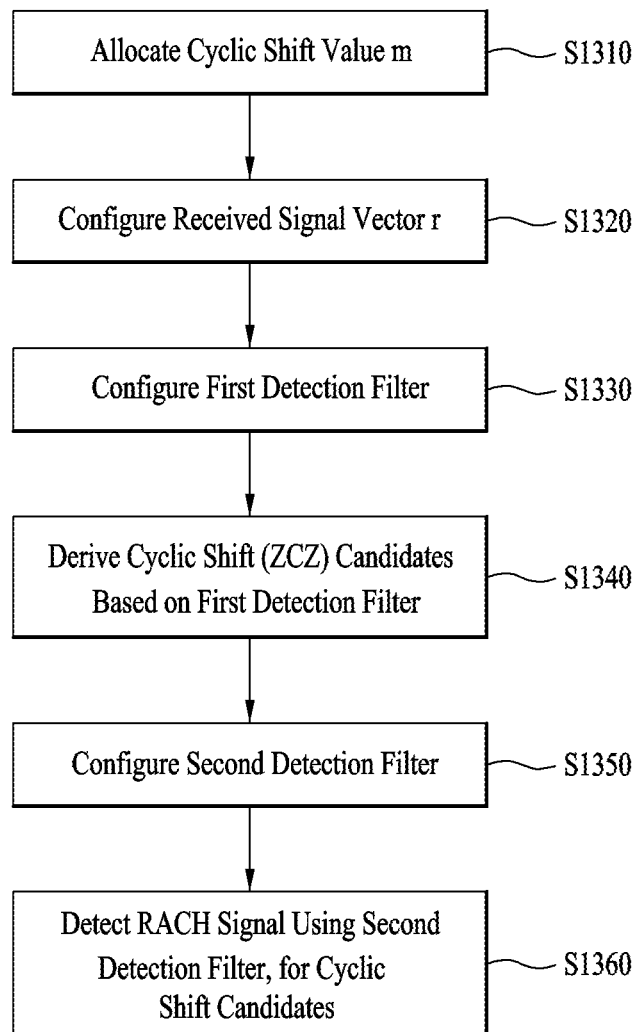 Allocate Cyclic Shift Value m
S1310
Configure Received Signal Vector r
S1320
Configure First Detection Filter
S1330
Derive Cyclic Shift (ZCZ) Candidates
Based on First Detection Filter
S1340
Configure Second Detection Filter
S1350
Detect RACH Signal Using Second
Detection Filter, for Cyclic
Shift Candidates
S1360